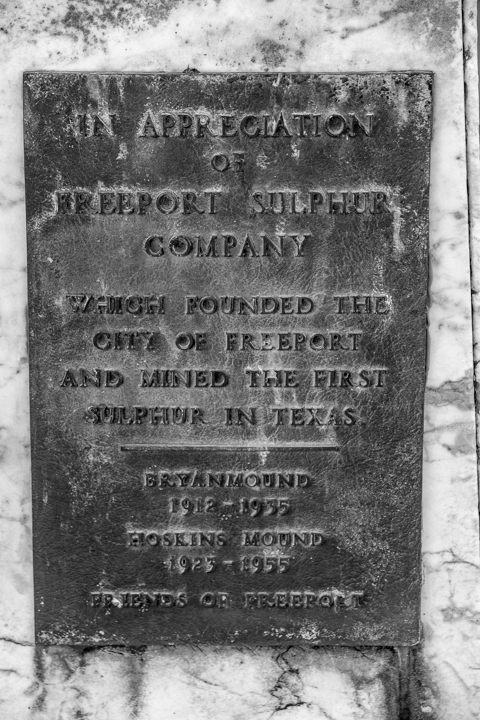 IN APPRECIATION
OF
FREEPORT SULPHUR
COMPANY
WHICH FOUNDED THE
CITY OF FREEPORT
AND MINED THE FIRST
SULPHUR IN TEXAS.
BRYANMOUND
1912 - 1935
HOSKINS MOUND
1923 - 1955
FRIENDS OF FREEPORT